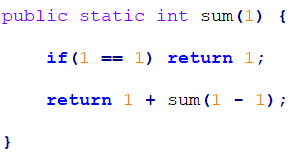 public static int sum(1) {
if(1 == 1) return 1;
return 1 + sum(1 - 1);
}